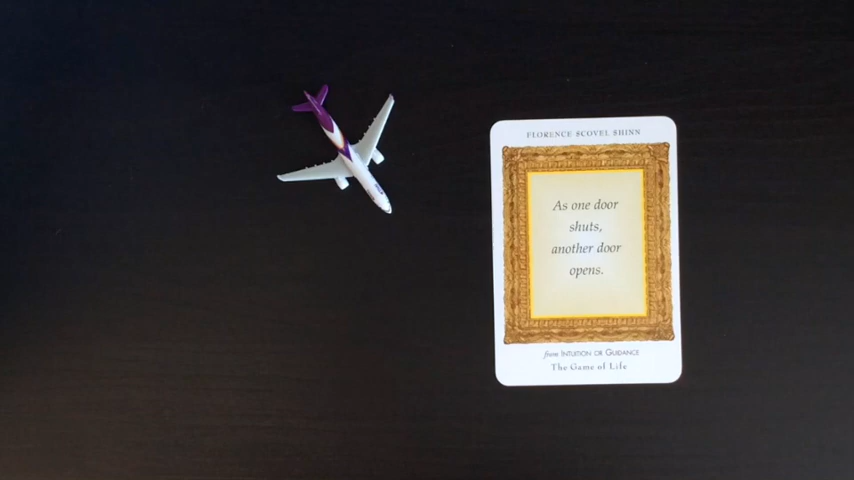 FLORENCE SCOVEL SHINN
As one door
shuts,
another door
opens.
from INTUITION OR GUIDANCE
The Game of Life